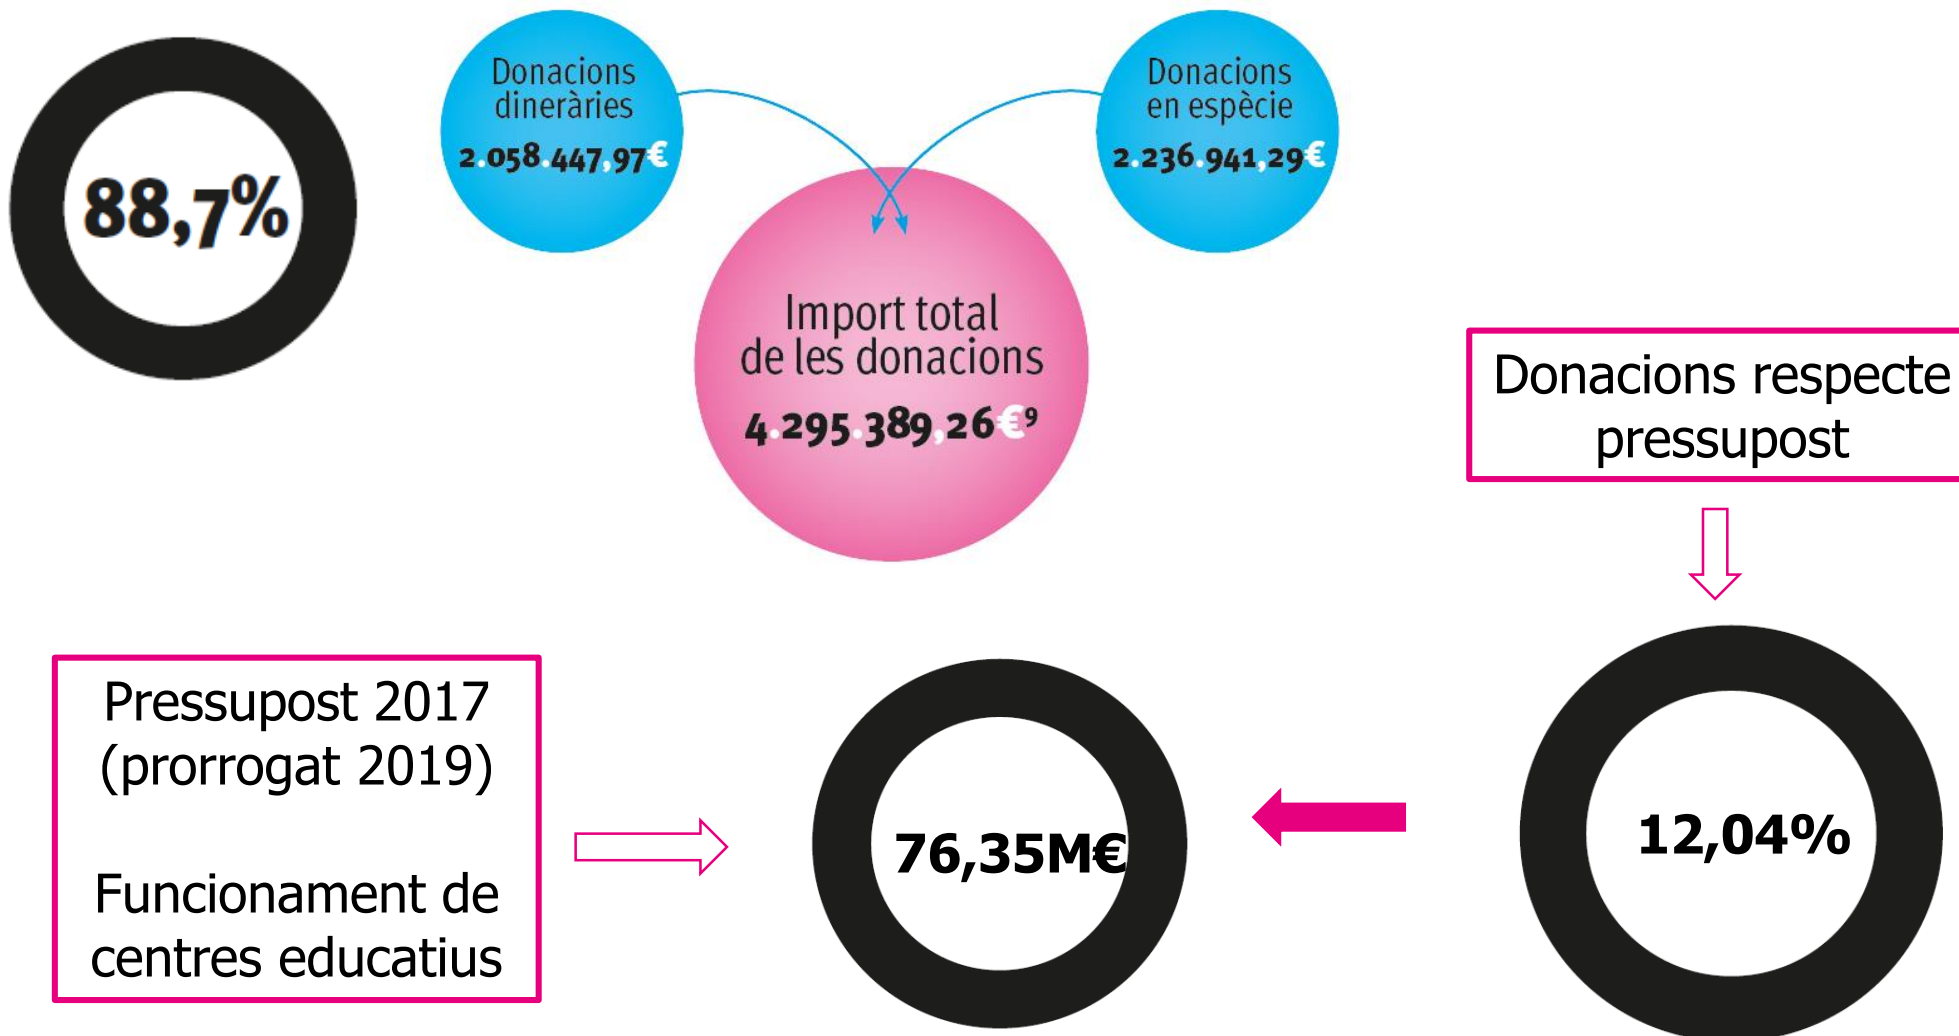 88,7%
Donacions
dineràries
2.058.447,97€
Donacions
en espècie
2.236.941,29€
Import total
de les donacions
4.295.389,26€⁹
Donacions respecte
pressupost
Pressupost 2017
(prorrogat 2019)
Funcionament de
centres educatius
76,35M€
12,04%